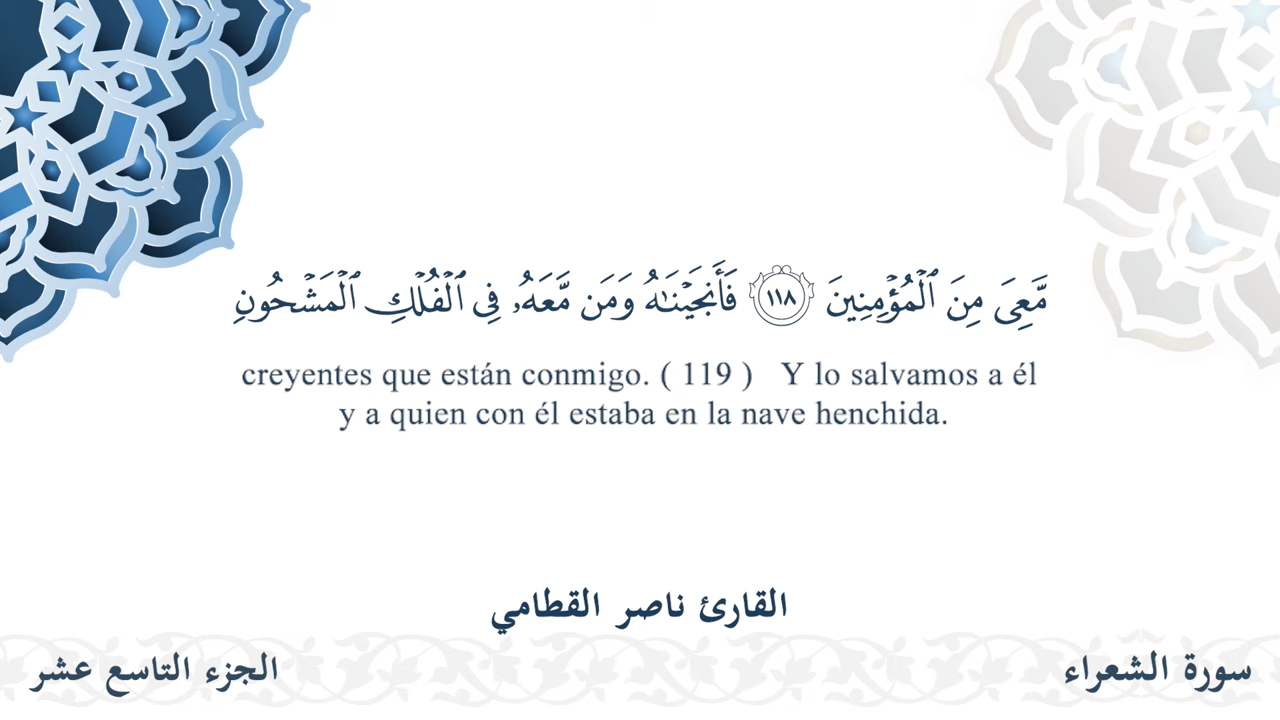 مَّعِىَ مِنَ ٱلْمُؤْمِنِينَ ١١٨ فَأَنجَيْنَٰهُ وَمَن مَّعَهُۥ فِى ٱلْفُلْكِ ٱلْمَشْحُونِ
creyentes que están conmigo. ( 119 ) Y lo salvamos a él
y a quien con él estaba en la nave henchida.
القارئ ناصر القطامي
سورة الشعراء
الجزء التاسع عشر